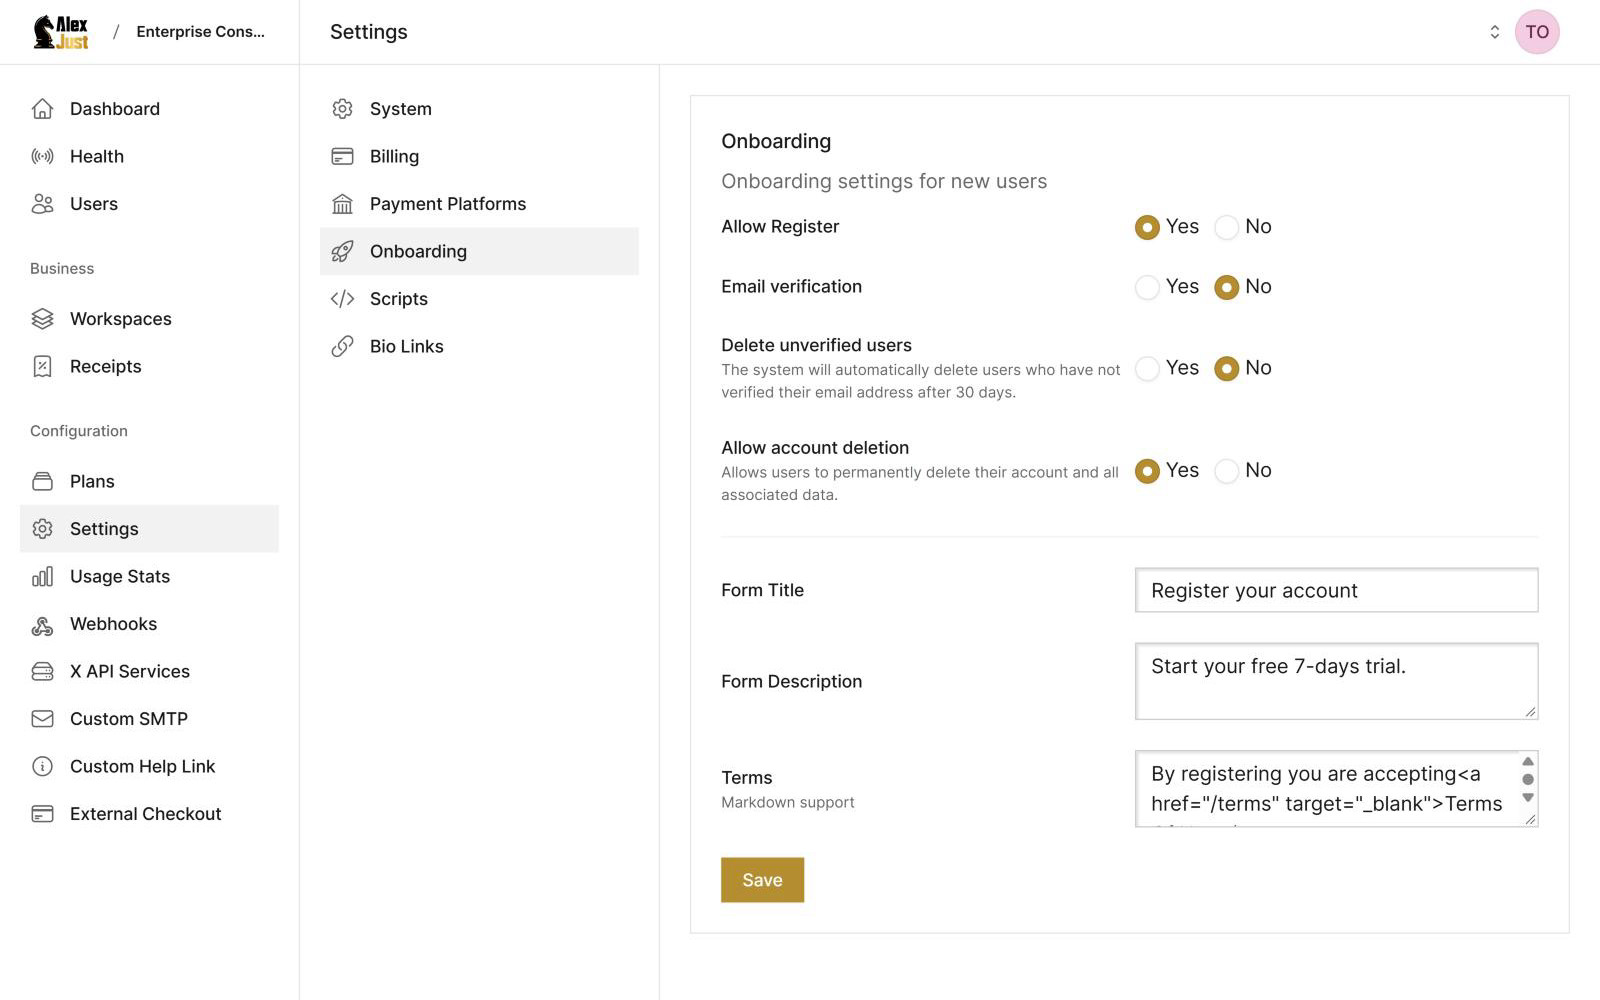 Alex
Just
/ Enterprise Cons...
Settings
TO
Dashboard
Health
Users
Business
Workspaces
Receipts
Configuration
Plans
Settings
Usage Stats
Webhooks
X API Services
Custom SMTP
Custom Help Link
External Checkout
System
Billing
Payment Platforms
Onboarding
Scripts
Bio Links
Onboarding
Onboarding settings for new users
Allow Register
Yes No
Email verification
Yes No
Delete unverified users
The system will automatically delete users who have not
verified their email address after 30 days.
Yes No
Allow account deletion
Allows users to permanently delete their account and all
associated data.
Yes No
Form Title
Register your account
Form Description
Start your free 7-days trial.
Terms
Markdown support
By registering you are accepting<a
href="/terms" target="_blank">Terms
Save